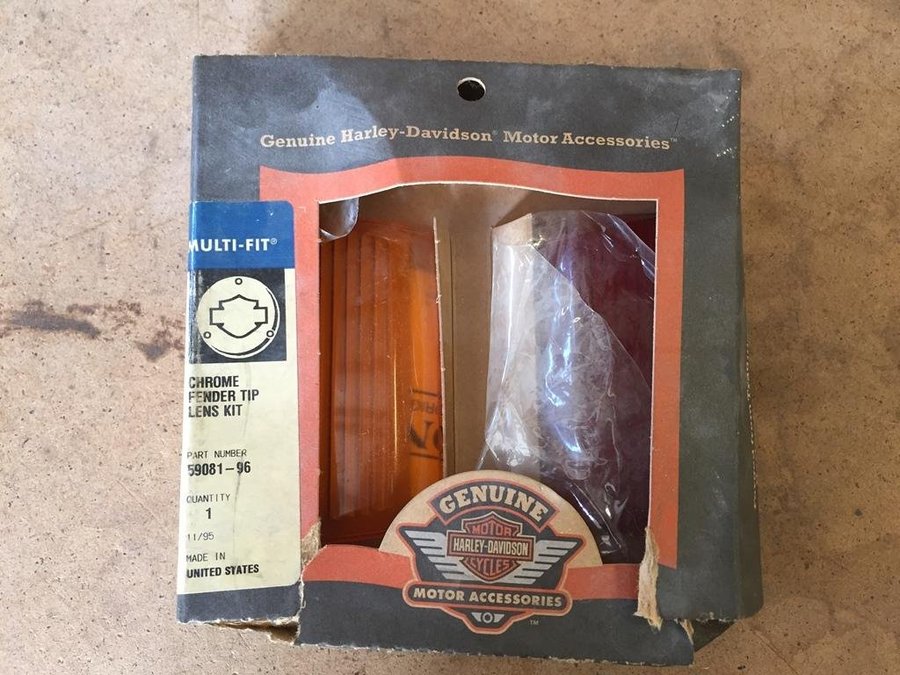 Genuine Harley-Davidson® Motor Accessories™
MULTI-FIT®
CHROME
FENDER TIP
LENS KIT
PART NUMBER
59081-96
QUANTITY
1
11/95
MADE IN
UNITED STATES
GENUINE
MOTOR
HARLEY-DAVIDSON
CYCLES
MOTOR ACCESSORIES
™